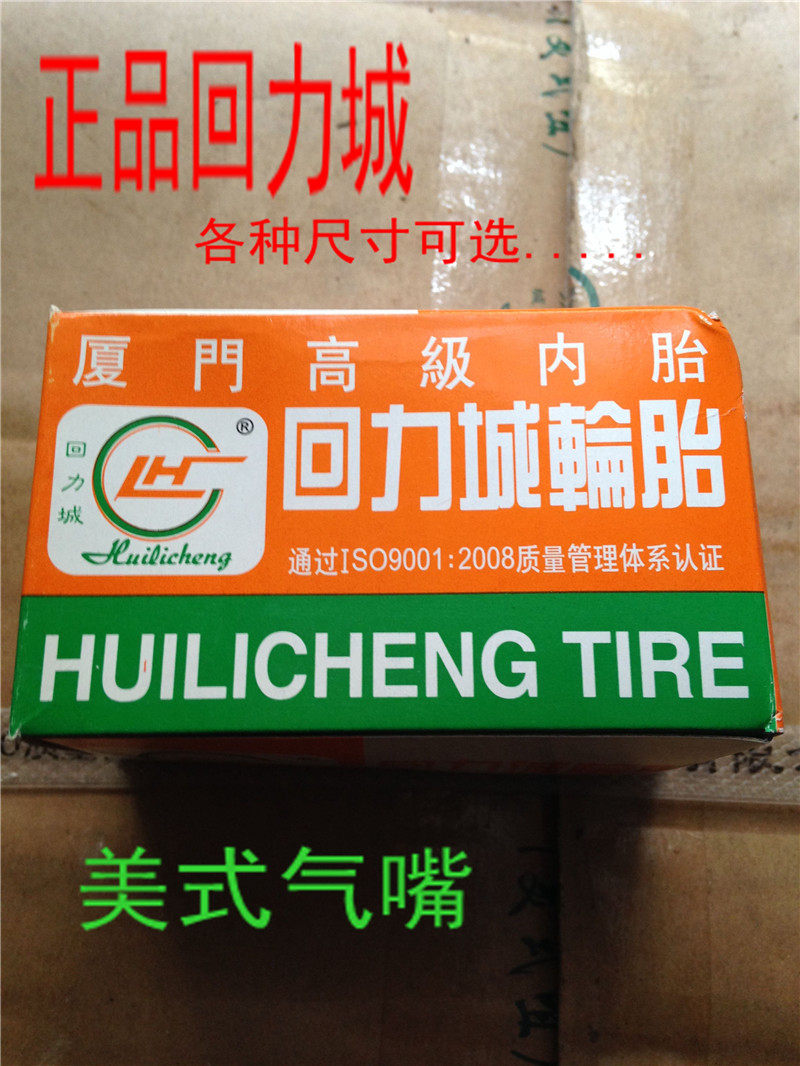 正品回力城
各种尺寸可选.....
厦門高級内胎
回力城輪胎
®
回力城
LH
Huilicheng
通过ISO9001:2008质量管理体系认证
HUILICHENG TIRE
美式气嘴